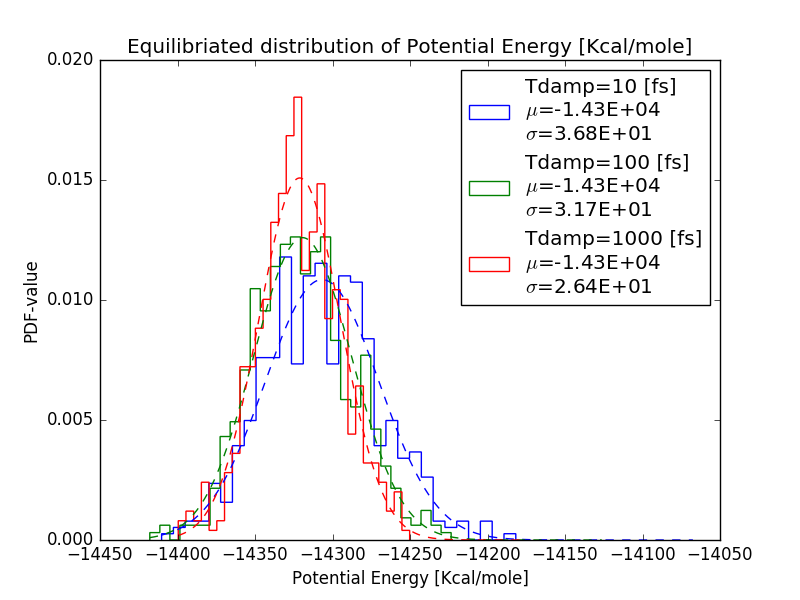 Equilibriated distribution of Potential Energy [Kcal/mole]
0.020
0.015
0.010
0.005
0.000
PDF-value
Tdamp=10 [fs]
μ=-1.43E+04
σ=3.68E+01
Tdamp=100 [fs]
μ=-1.43E+04
σ=3.17E+01
Tdamp=1000 [fs]
μ=-1.43E+04
σ=2.64E+01
−14450 −14400 −14350 −14300 −14250 −14200 −14150 −14100 −14050
Potential Energy [Kcal/mole]